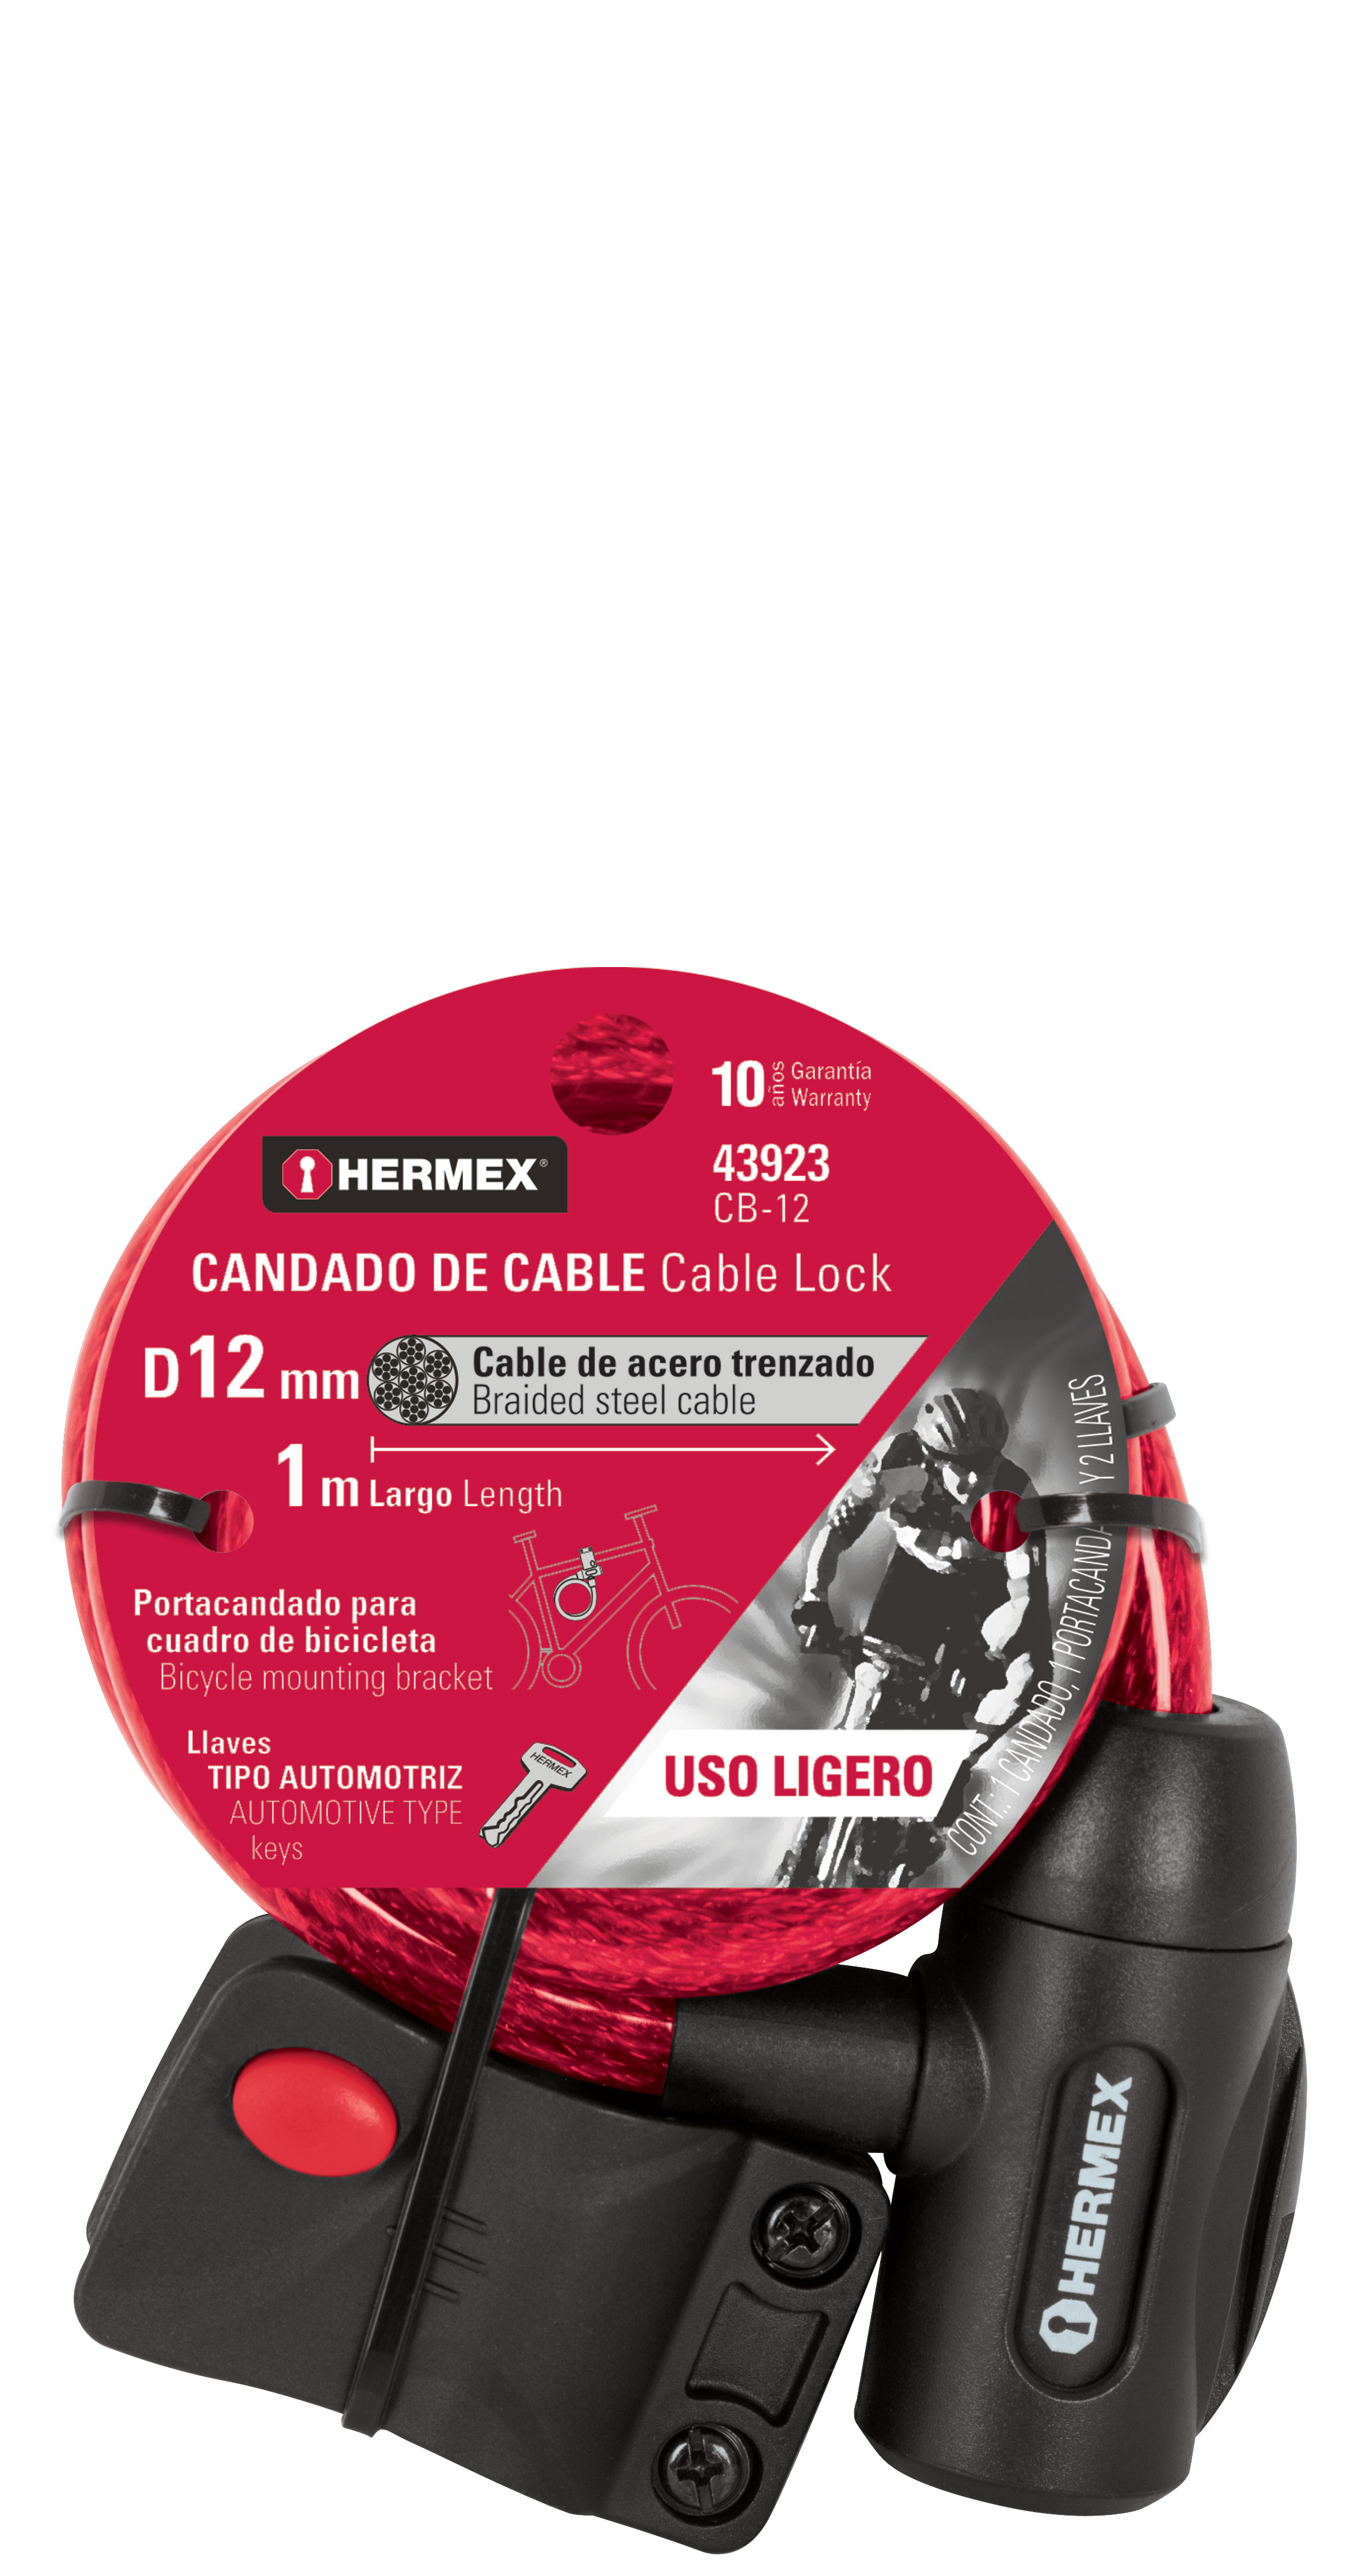 10 años Garantía
Warranty
HERMEX®
43923
CB-12
CANDADO DE CABLE Cable Lock
D12 mm
Cable de acero trenzado
Braided steel cable
1 m Largo Length
Portacandado para
cuadro de bicicleta
Bicycle mounting bracket
Llaves
TIPO AUTOMOTRIZ
AUTOMOTIVE TYPE
keys
HERMEX
USO LIGERO
CONT.: 1 CANDADO, 1 PORTACANDA Y 2 LLAVES
HERMEX